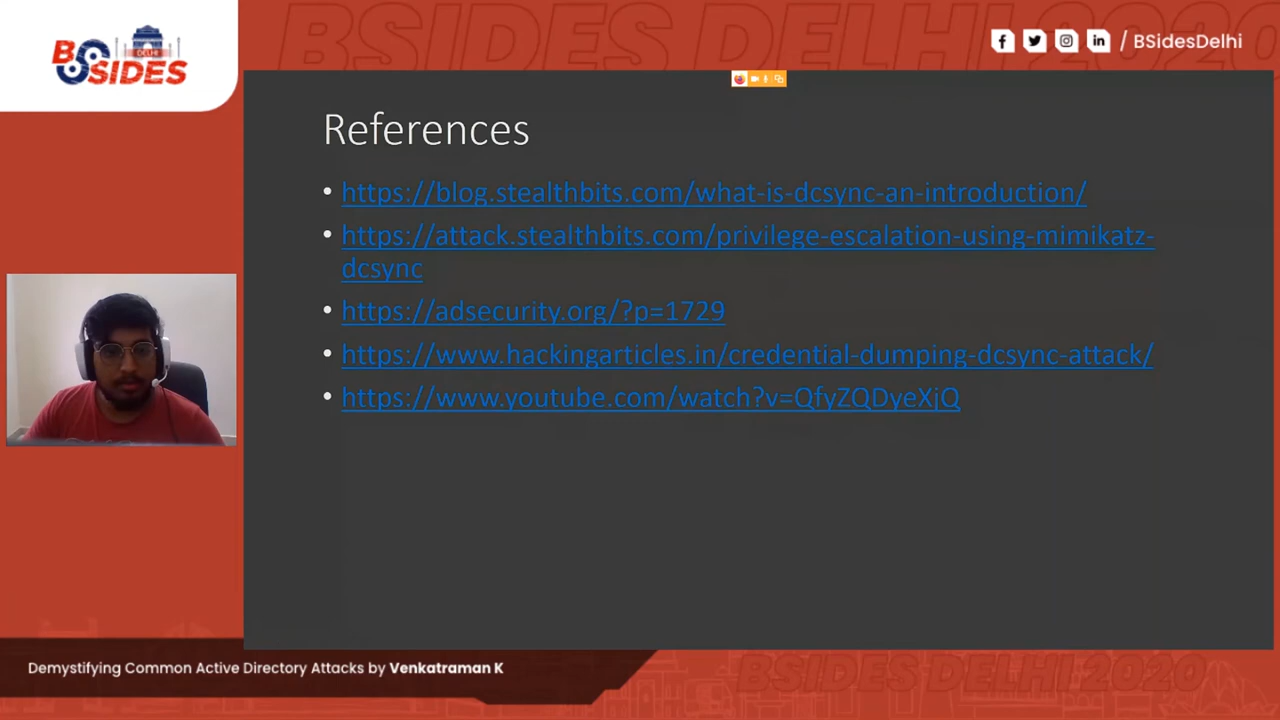 BSIDES DELHI 2020
BSIDES
DELHI
/ BSidesDelhi
References
• https://blog.stealthbits.com/what-is-dcsync-an-introduction/
• https://attack.stealthbits.com/privilege-escalation-using-mimikatz-
dcsync
• https://adsecurity.org/?p=1729
• https://www.hackingarticles.in/credential-dumping-dcsync-attack/
• https://www.youtube.com/watch?v=QfyZQDyeXjQ
Demystifying Common Active Directory Attacks by Venkatraman K
BSIDES DELHI 2020